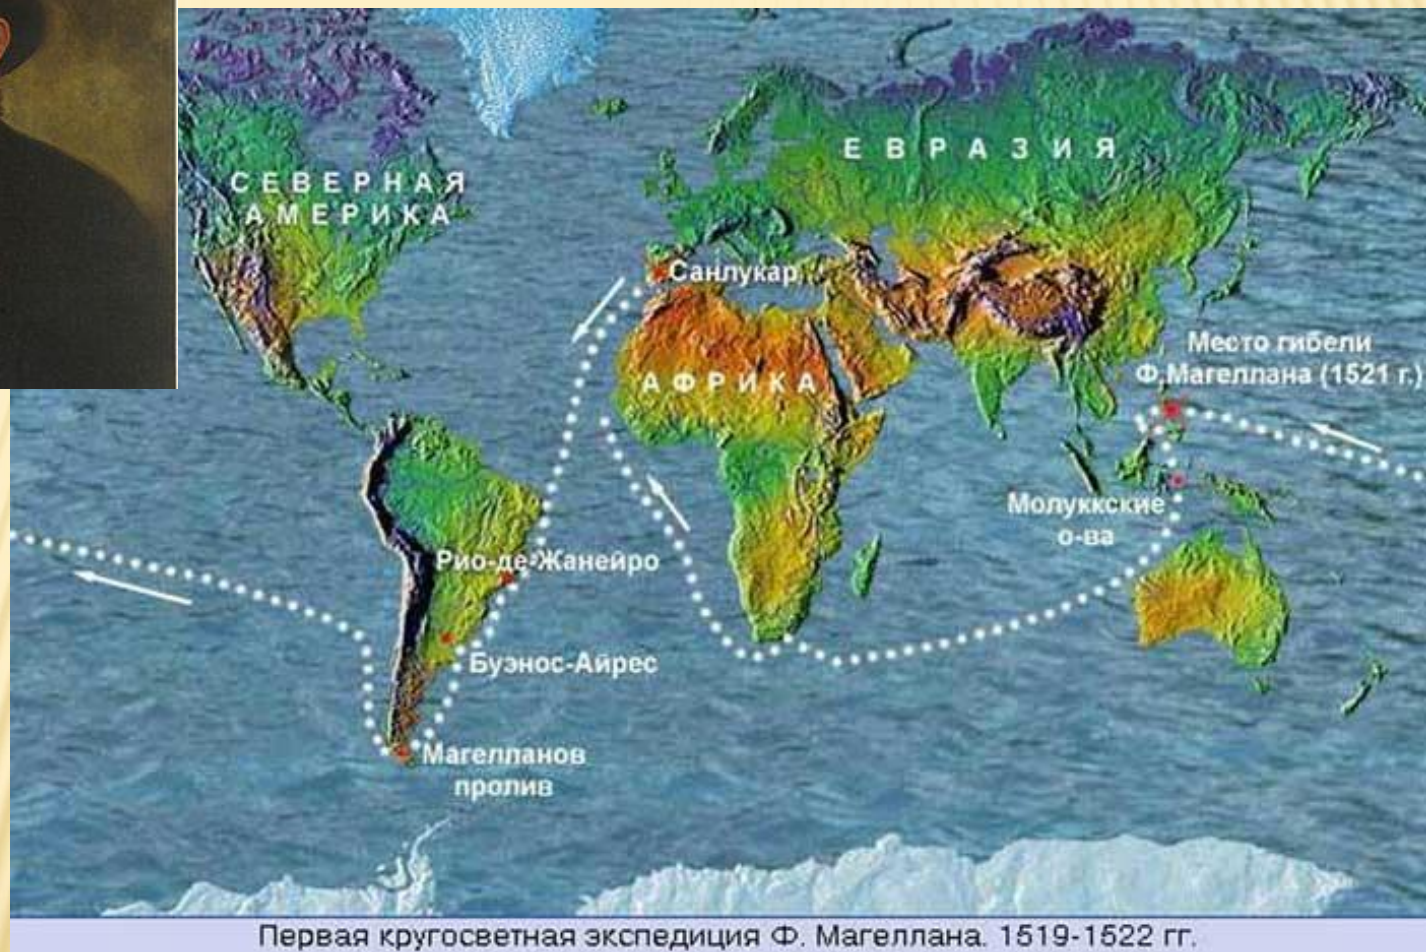 СЕВЕРНАЯ
АМЕРИКА
ЕВРАЗИЯ
Санлукар
АФРИКА
Место гибели
Ф.Магеллана (1521 г.)
Молуккские
о-ва
Рио-де-Жанейро
Буэнос-Айрес
Магелланов
пролив
Первая кругосветная экспедиция Ф. Магеллана. 1519-1522 гг.